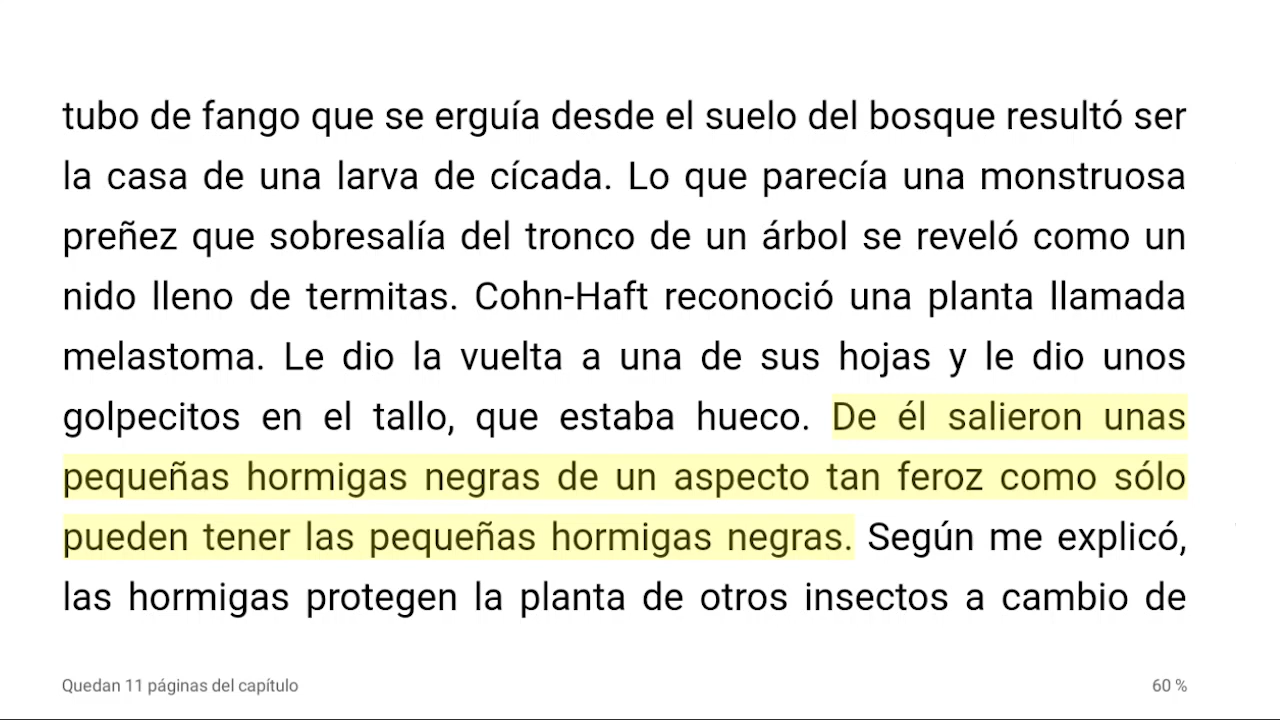 tubo de fango que se erguía desde el suelo del bosque resultó ser
la casa de una larva de cícada. Lo que parecía una monstruosa
preñez que sobresalía del tronco de un árbol se reveló como un
nido lleno de termitas. Cohn-Haft reconoció una planta llamada
melastoma. Le dio la vuelta a una de sus hojas y le dio unos
golpecitos en el tallo, que estaba hueco. De él salieron unas
pequeñas hormigas negras de un aspecto tan feroz como sólo
pueden tener las pequeñas hormigas negras. Según me explicó,
las hormigas protegen la planta de otros insectos a cambio de
Quedan 11 páginas del capítulo
60 %